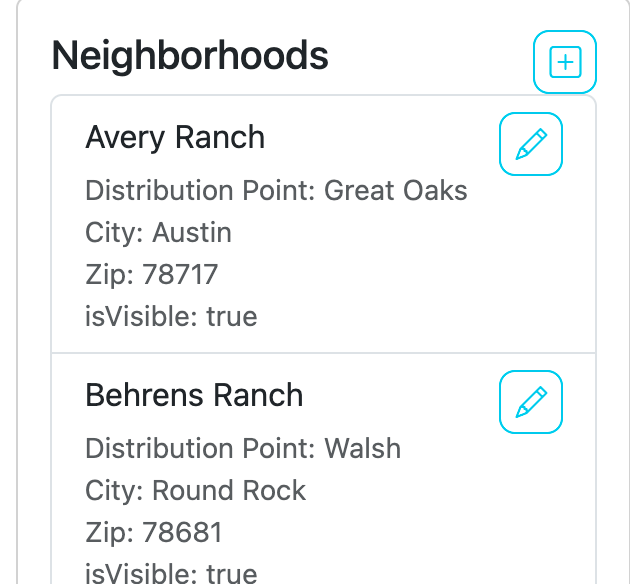 Neighborhoods
Avery Ranch
Distribution Point: Great Oaks
City: Austin
Zip: 78717
isVisible: true
Behrens Ranch
Distribution Point: Walsh
City: Round Rock
Zip: 78681
isVisible: true